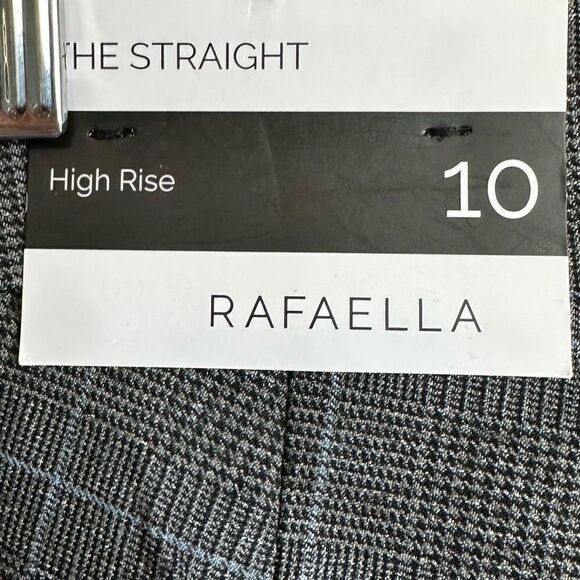 THE STRAIGHT
High Rise
10
RAFAELLA